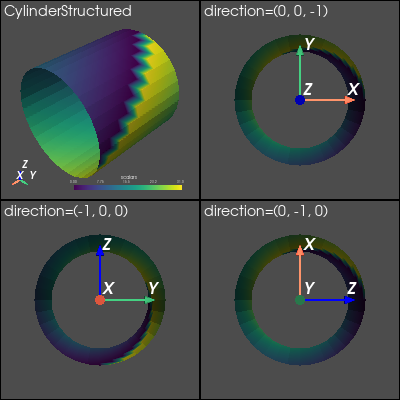 CylinderStructured
Z
X Y
scalars
direction=(0, 0, -1)
Y
Z X
direction=(-1, 0, 0)
Z
X Y
direction=(0, -1, 0)
X
Y Z